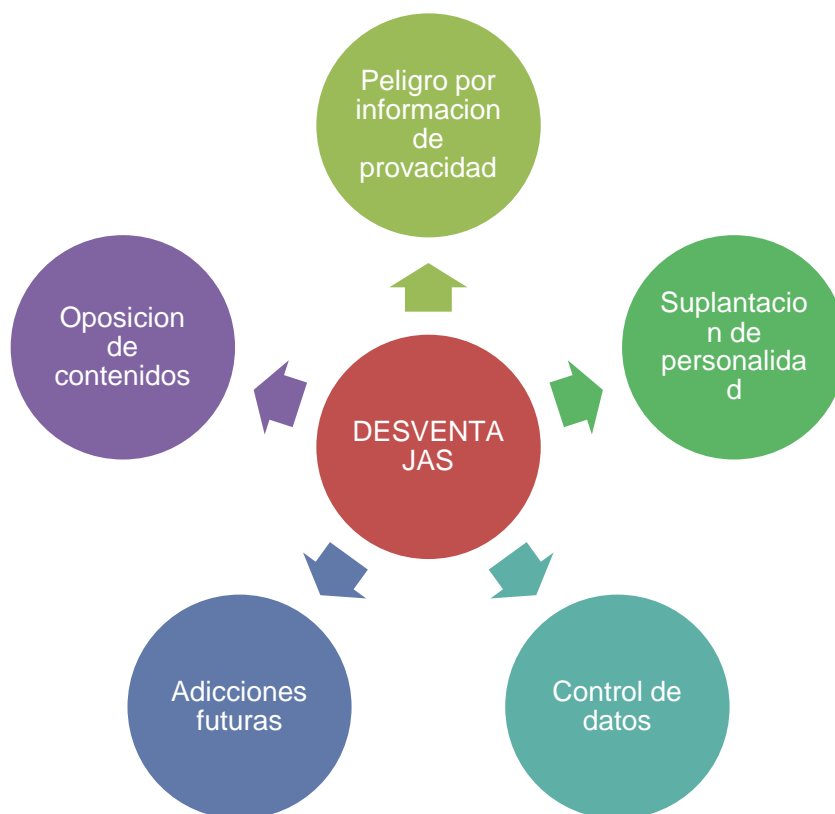 Peligro por
informacion
de
provacidad
Suplantacio
n de
personalida
d
Control de
datos
Adicciones
futuras
Oposicion
de
contenidos
DESVENTA
JAS